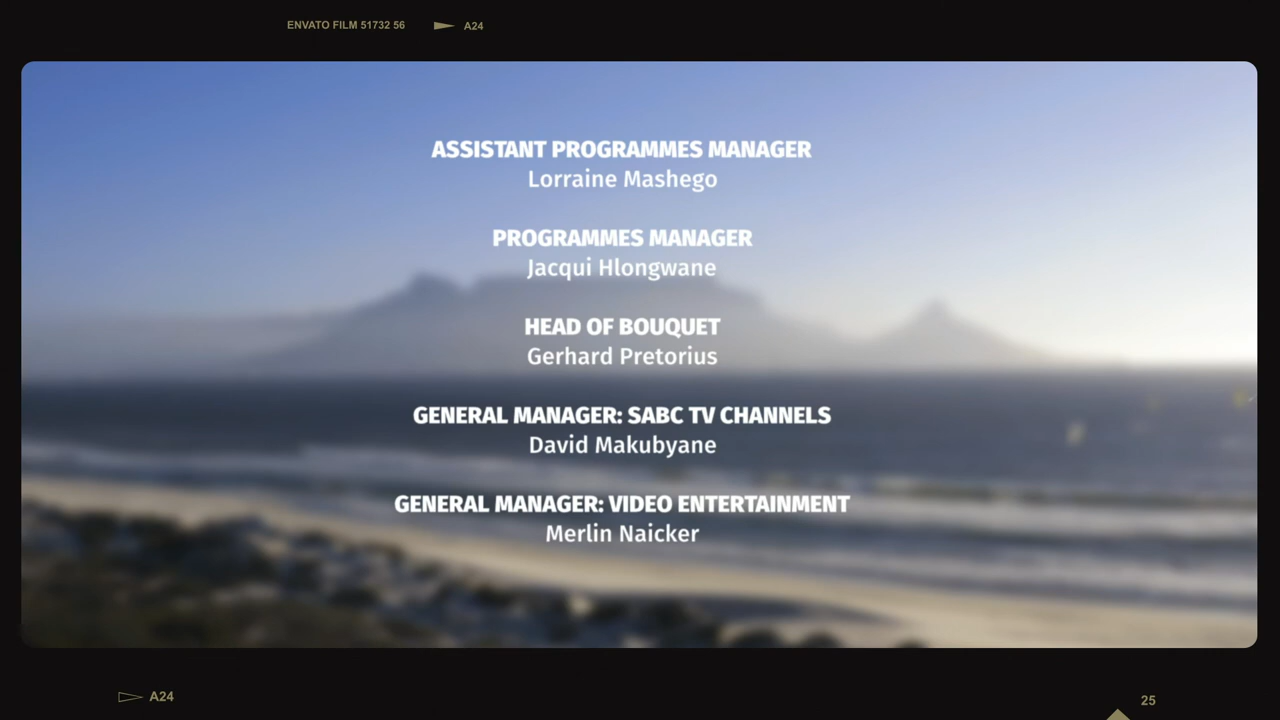 ENVATO FILM 51732 56 A24
ASSISTANT PROGRAMMES MANAGER
Lorraine Mashego
PROGRAMMES MANAGER
Jacqui Hlongwane
HEAD OF BOUQUET
Gerhard Pretorius
GENERAL MANAGER: SABC TV CHANNELS
David Makubyane
GENERAL MANAGER: VIDEO ENTERTAINMENT
Merlin Naicker
A24 25